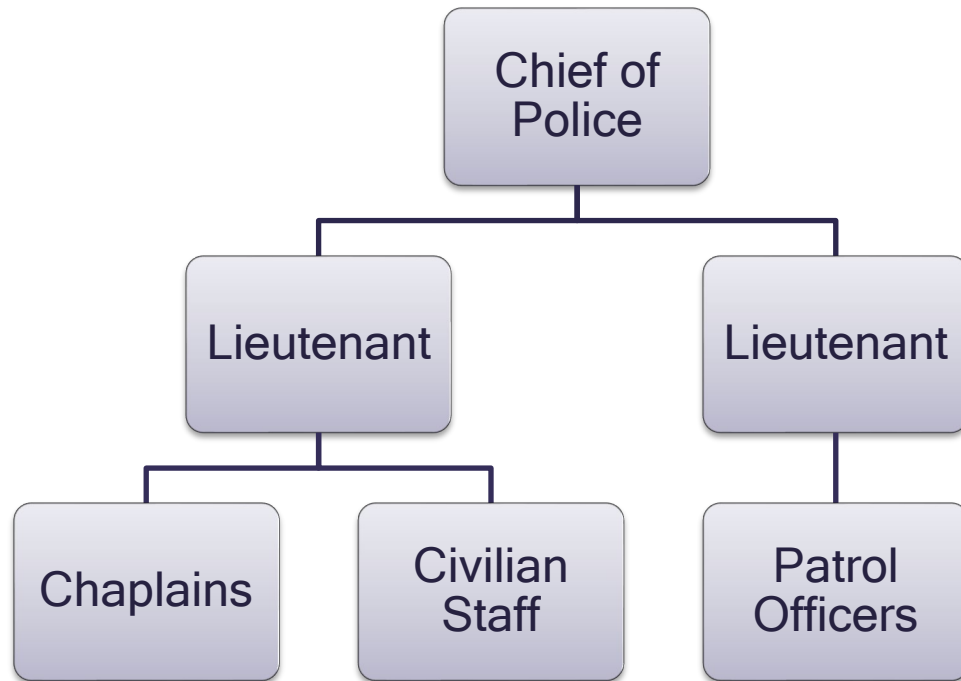 Chief of
Police
Lieutenant
Lieutenant
Chaplains
Civilian
Staff
Patrol
Officers